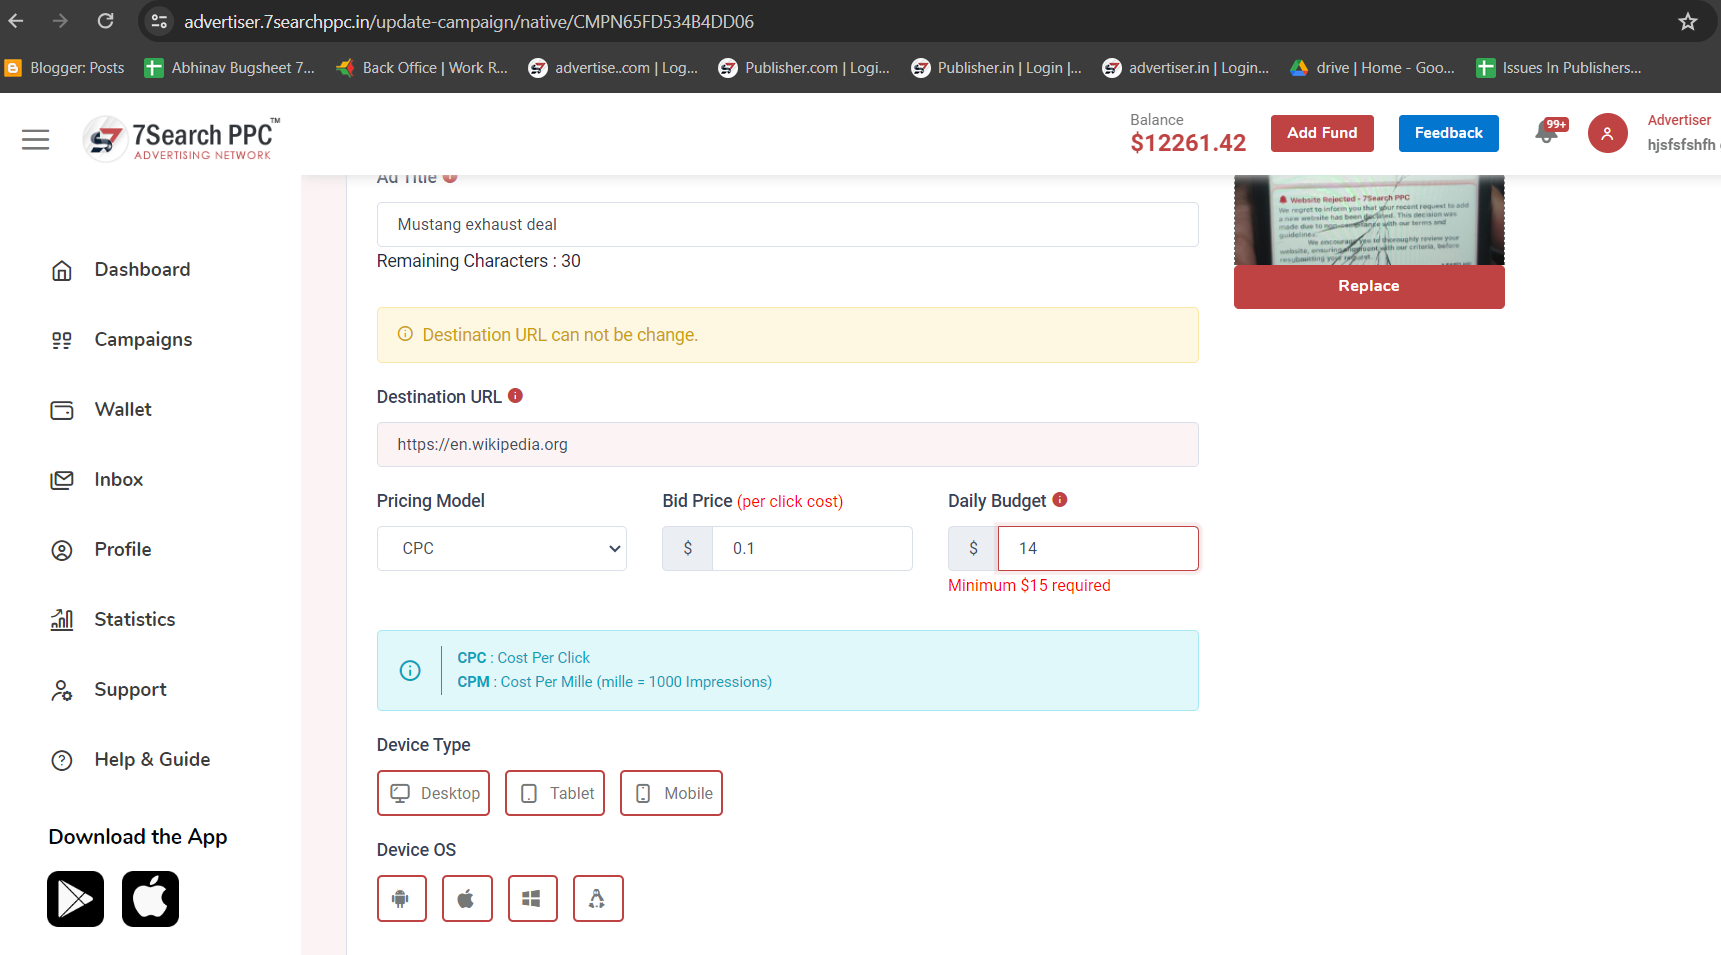 advertiser.7searchppc.in/update-campaign/native/CMPN65FD534B4DD06
Blogger: Posts
Abhinav Bugsheet 7...
Back Office | Work R...
advertise..com | Log...
Publisher.com | Logi...
Publisher.in | Login |...
advertiser.in | Login...
drive | Home - Goo...
Issues In Publishers...
7Search PPC™
ADVERTISING NETWORK
Balance
$12261.42
Add Fund
Feedback
99+
Advertiser
hjsfsfshfh
Dashboard
Campaigns
Wallet
Inbox
Profile
Statistics
Support
Help & Guide
Download the App
Ad Title
Mustang exhaust deal
Remaining Characters : 30
Destination URL can not be change.
Destination URL
https://en.wikipedia.org
Pricing Model
CPC
Bid Price (per click cost)
$ 0.1
Daily Budget
$ 14
Minimum $15 required
CPC : Cost Per Click
CPM : Cost Per Mille (mille = 1000 Impressions)
Device Type
Desktop
Tablet
Mobile
Device OS
Website Rejected - 7Search PPC
We regret to inform you that your recent request to add
a new website has been declined. This decision was
made due to non-compliance with our terms and
guidelines.
We encourage you to thoroughly review your
website, ensuring alignment with our criteria, before
resubmitting your request.
Replace